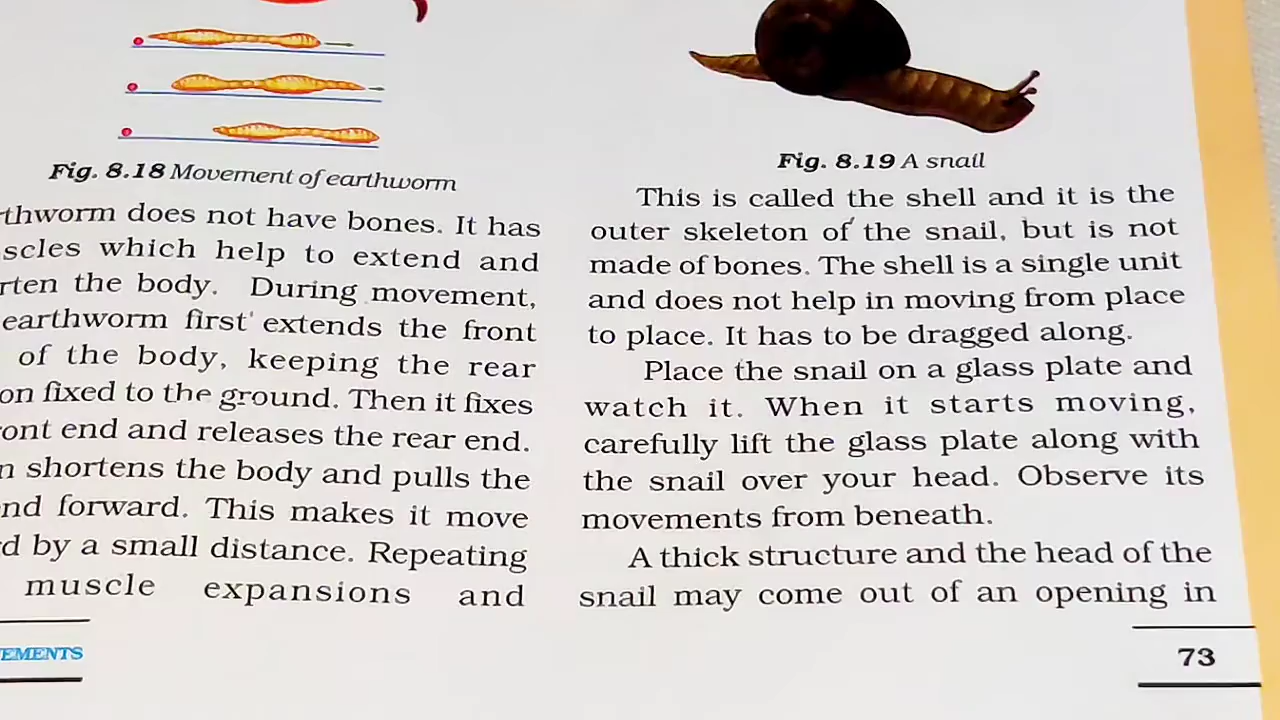 Fig. 8.18 Movement of earthworm
does not have bones. It has
which help to extend and
the body. During movement,
earthworm first extends the front
of the body, keeping the rear
fixed to the ground. Then it fixes
end and releases the rear end.
shortens the body and pulls the
forward. This makes it move
by a small distance. Repeating
muscle expansions and
Fig. 8.19 A snail
This is called the shell and it is the
outer skeleton of the snail, but is not
made of bones. The shell is a single unit
and does not help in moving from place
to place. It has to be dragged along.
Place the snail on a glass plate and
watch it. When it starts moving,
carefully lift the glass plate along with
the snail over your head. Observe its
movements from beneath.
A thick structure and the head of the
snail may come out of an opening in
73